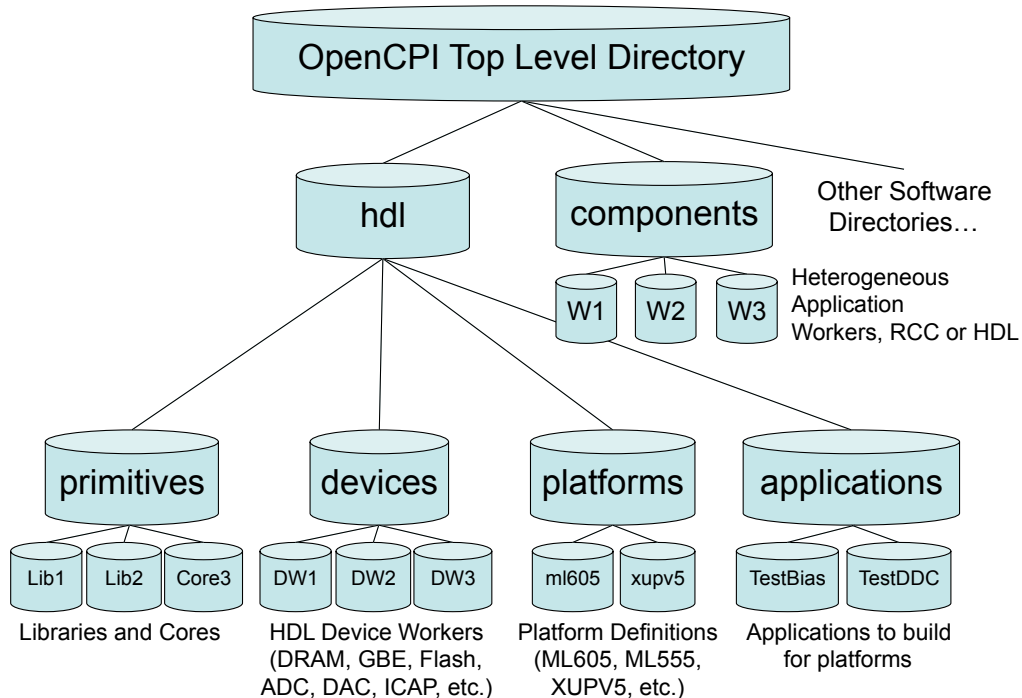 OpenCPI Top Level Directory
hdl
components
Other Software
Directories…
W1
W2
W3
Heterogeneous
Application
Workers, RCC or HDL
primitives
devices
platforms
applications
Lib1
Lib2
Core3
DW1
DW2
DW3
ml605
xupv5
TestBias
TestDDC
Libraries and Cores
HDL Device Workers
(DRAM, GBE, Flash,
ADC, DAC, ICAP, etc.)
Platform Definitions
(ML605, ML555,
XUPV5, etc.)
Applications to build
for platforms